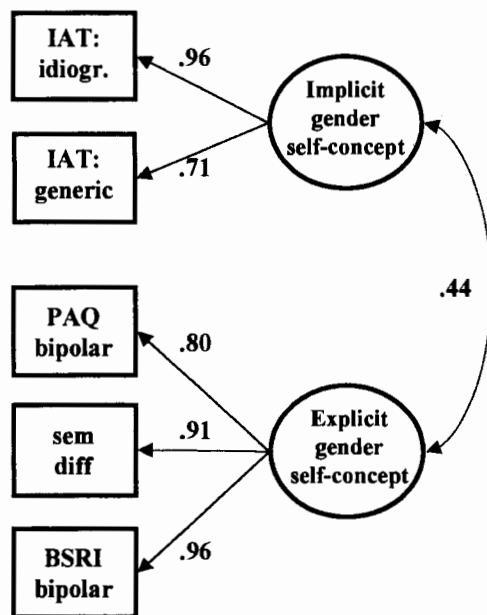 IAT:
idiogr.
.96
Implicit
gender
self-concept
IAT:
generic
.71
.44
PAQ
bipolar
.80
sem
diff
.91
Explicit
gender
self-concept
BSRI
bipolar
.96